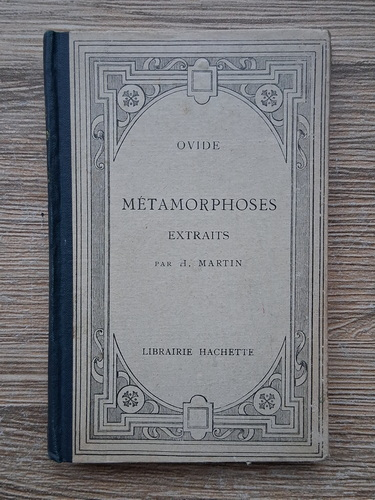 OVIDE
MÉTAMORPHOSES
EXTRAITS
PAR A. MARTIN
LIBRAIRIE HACHETTE